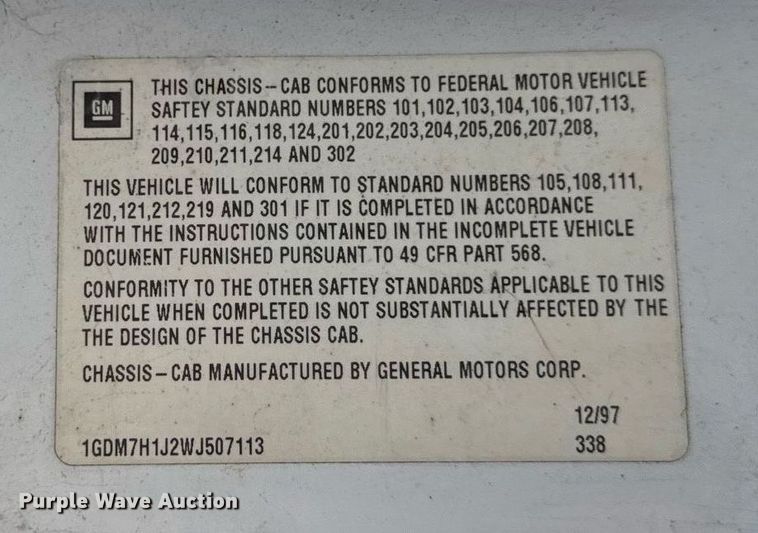 GM
THIS CHASSIS-CAB CONFORMS TO FEDERAL MOTOR VEHICLE
SAFTEY STANDARD NUMBERS 101,102,103,104,106,107,113,
114,115,116,118,124,201,202,203,204,205,206,207,208,
209,210,211,214 AND 302
THIS VEHICLE WILL CONFORM TO STANDARD NUMBERS 105,108,111,
120,121,212,219 AND 301 IF IT IS COMPLETED IN ACCORDANCE
WITH THE INSTRUCTIONS CONTAINED IN THE INCOMPLETE VEHICLE
DOCUMENT FURNISHED PURSUANT TO 49 CFR PART 568.
CONFORMITY TO THE OTHER SAFTEY STANDARDS APPLICABLE TO THIS
VEHICLE WHEN COMPLETED IS NOT SUBSTANTIALLY AFFECTED BY THE
THE DESIGN OF THE CHASSIS CAB.
CHASSIS-CAB MANUFACTURED BY GENERAL MOTORS CORP.
12/97
1GDM7H1J2WJ507113 338
Purple Wave Auction